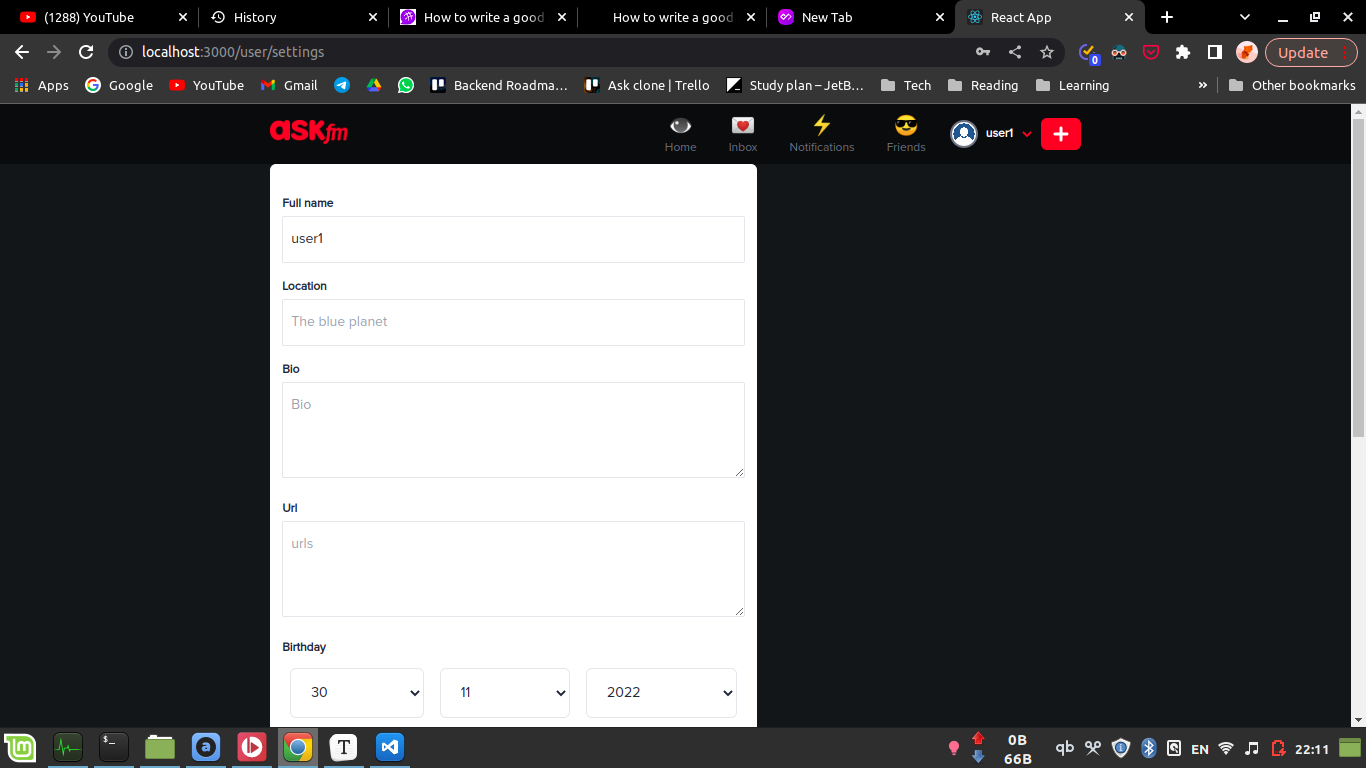 (1288) YouTube
History
How to write a good
How to write a good
New Tab
React App
localhost:3000/user/settings
0
Update
Apps
Google
YouTube
Gmail
Backend Roadma...
Ask clone | Trello
Study plan – JetB...
Tech
Reading
Learning
»
Other bookmarks
ASKfm
Home
Inbox
Notifications
Friends
user1
Full name
user1
Location
The blue planet
Bio
Bio
Url
urls
Birthday
30
11
2022
$_
a
T
0B
66B
qb
EN
22:11